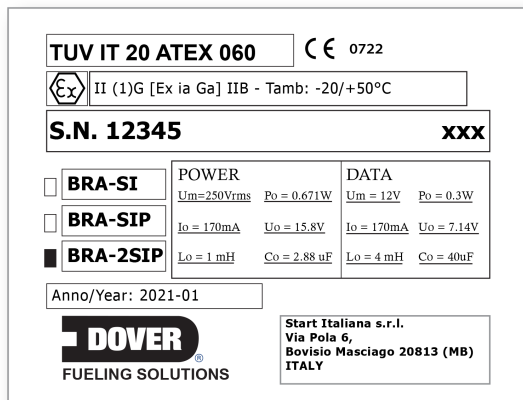 TUV IT 20 ATEX 060 CE 0722
Ex II (1)G [Ex ia Ga] IIB - Tamb: -20/+50°C
S.N. 12345 XXX
BRA-SI
BRA-SIP
BRA-2SIP
POWER
Um=250Vrms Po = 0.671W
Io = 170mA Uo = 15.8V
Lo = 1 mH Co = 2.88 uF
DATA
Um = 12V Po = 0.3W
Io = 170mA Uo = 7.14V
Lo = 4 mH Co = 40uF
Anno/Year: 2021-01
DOVER®
FUELING SOLUTIONS
Start Italiana s.r.l.
Via Pola 6,
Bovisio Masciago 20813 (MB)
ITALY